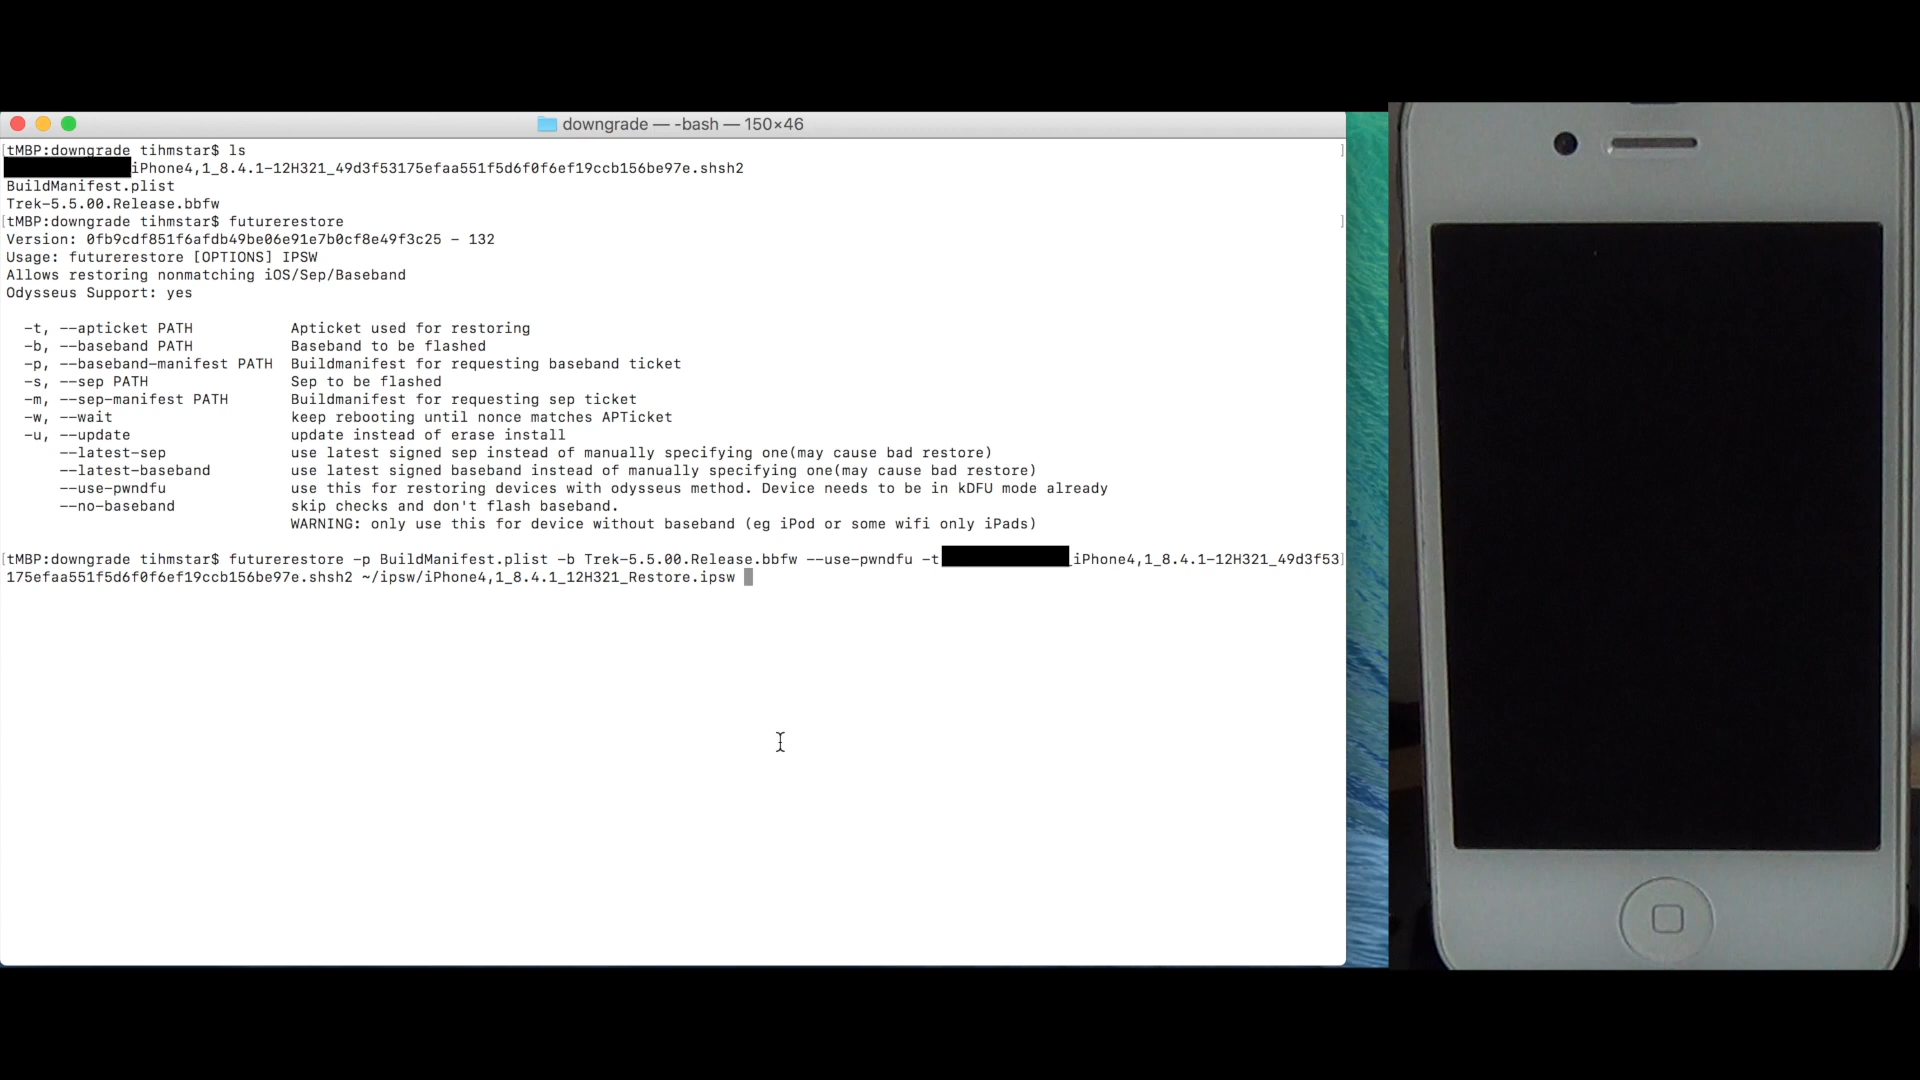 downgrade — -bash — 150×46
[tMBP:downgrade tihmstar$ ls ]
iPhone4,1_8.4.1-12H321_49d3f53175efaa551f5d6f0f6ef19ccb156be97e.shsh2
BuildManifest.plist
Trek-5.5.00.Release.bbfw
[tMBP:downgrade tihmstar$ futurerestore ]
Version: 0fb9cdf851f6afdb49be06e91e7b0cf8e49f3c25 - 132
Usage: futurerestore [OPTIONS] IPSW
Allows restoring nonmatching iOS/Sep/Baseband
Odysseus Support: yes
-t, --apticket PATH Apticket used for restoring
-b, --baseband PATH Baseband to be flashed
-p, --baseband-manifest PATH Buildmanifest for requesting baseband ticket
-s, --sep PATH Sep to be flashed
-m, --sep-manifest PATH Buildmanifest for requesting sep ticket
-w, --wait keep rebooting until nonce matches APTicket
-u, --update update instead of erase install
--latest-sep use latest signed sep instead of manually specifying one(may cause bad restore)
--latest-baseband use latest signed baseband instead of manually specifying one(may cause bad restore)
--use-pwndfu use this for restoring devices with odysseus method. Device needs to be in kDFU mode already
--no-baseband skip checks and don't flash baseband.
WARNING: only use this for device without baseband (eg iPod or some wifi only iPads)
[tMBP:downgrade tihmstar$ futurerestore -p BuildManifest.plist -b Trek-5.5.00.Release.bbfw --use-pwndfu -t _iPhone4,1_8.4.1-12H321_49d3f53]
175efaa551f5d6f0f6ef19ccb156be97e.shsh2 ~/ipsw/iPhone4,1_8.4.1_12H321_Restore.ipsw